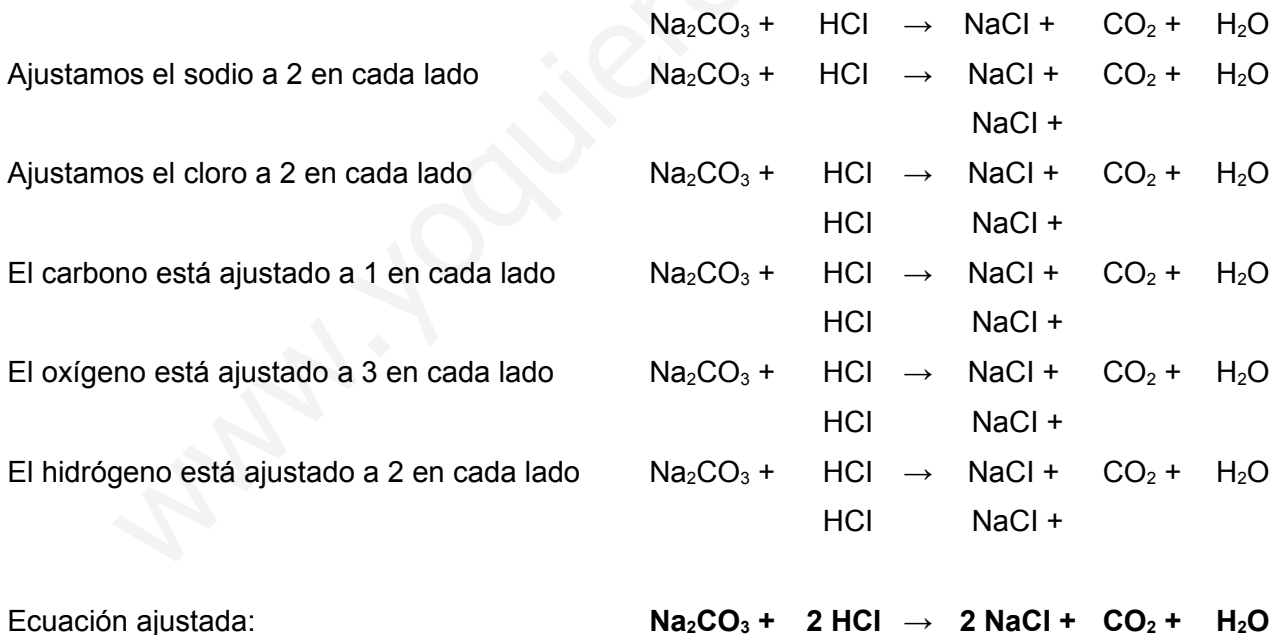 Na₂CO₃ + HCl → NaCl + CO₂ + H₂O
Ajustamos el sodio a 2 en cada lado Na₂CO₃ + HCl → NaCl + CO₂ + H₂O
NaCl +
Ajustamos el cloro a 2 en cada lado Na₂CO₃ + HCl → NaCl + CO₂ + H₂O
HCl NaCl +
El carbono está ajustado a 1 en cada lado Na₂CO₃ + HCl → NaCl + CO₂ + H₂O
HCl NaCl +
El oxígeno está ajustado a 3 en cada lado Na₂CO₃ + HCl → NaCl + CO₂ + H₂O
HCl NaCl +
El hidrógeno está ajustado a 2 en cada lado Na₂CO₃ + HCl → NaCl + CO₂ + H₂O
HCl NaCl +
Ecuación ajustada: Na₂CO₃ + 2 HCl → 2 NaCl + CO₂ + H₂O
www.yoquier